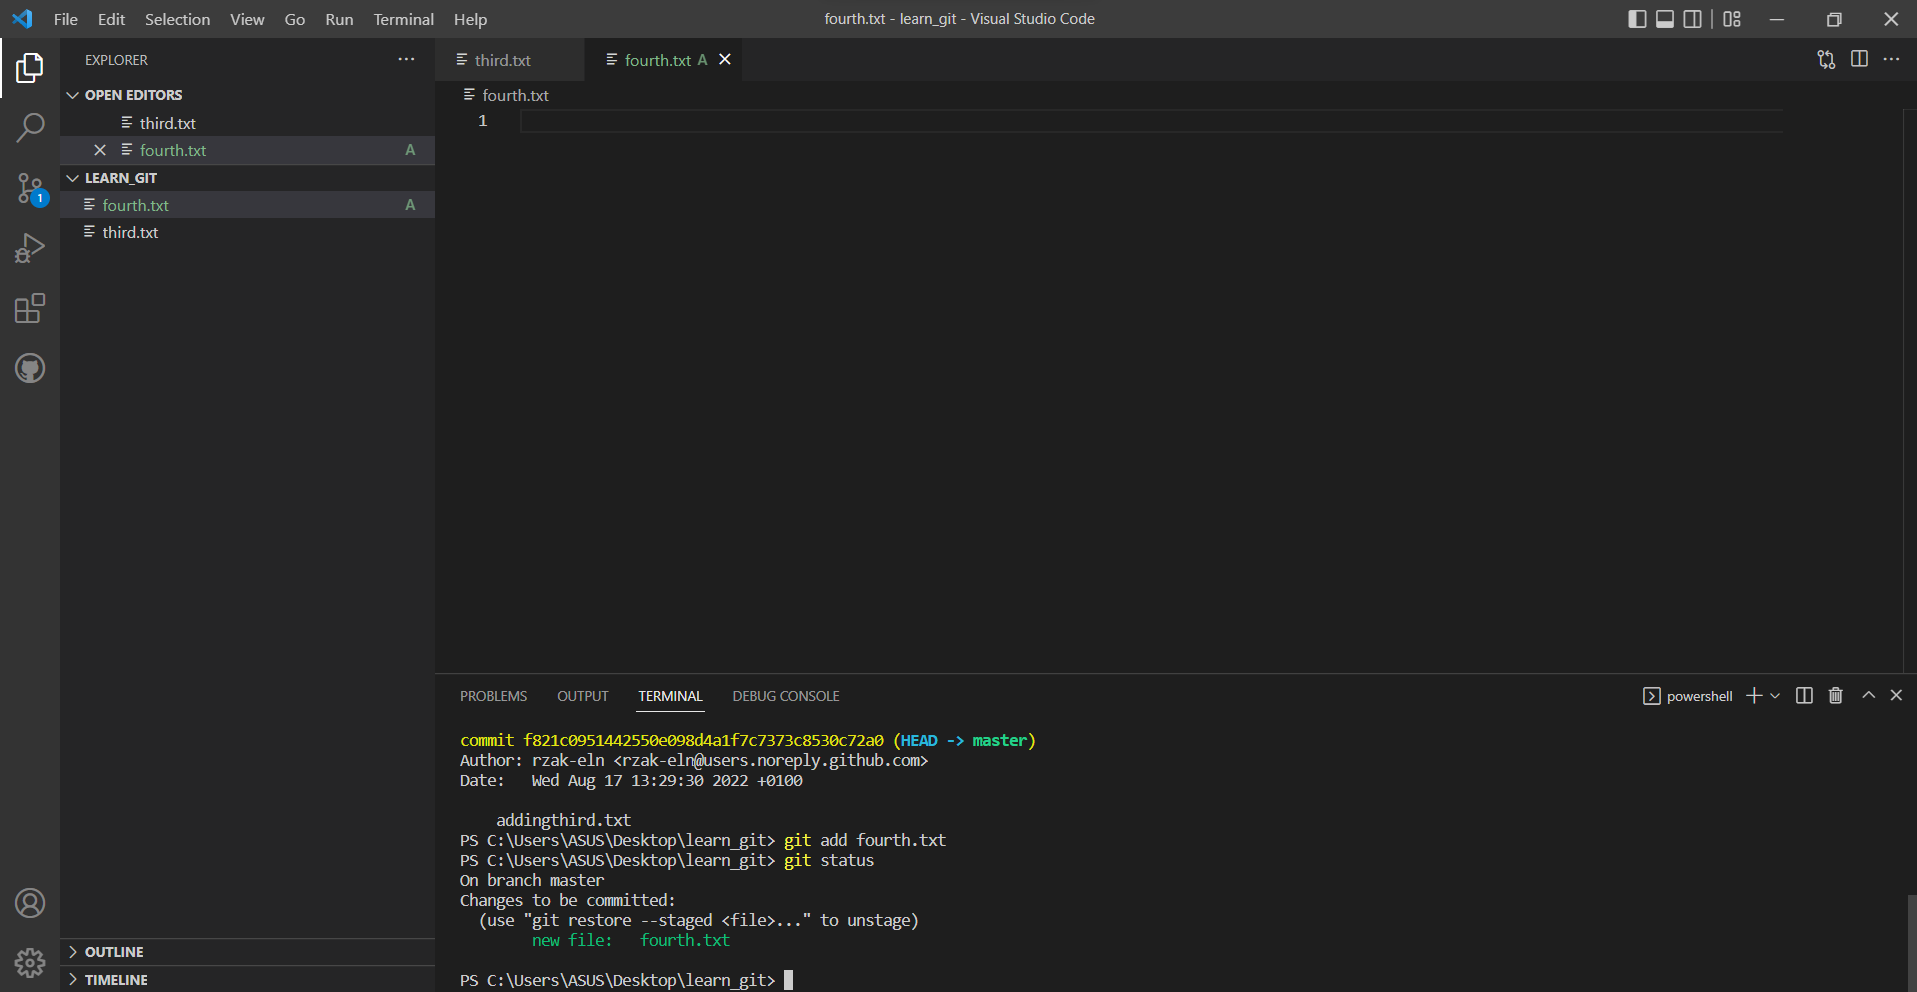 File Edit Selection View Go Run Terminal Help
fourth.txt - learn_git - Visual Studio Code
EXPLORER
OPEN EDITORS
third.txt
fourth.txt A
LEARN_GIT
fourth.txt A
third.txt
1
OUTLINE
TIMELINE
third.txt
fourth.txt A
fourth.txt
1
PROBLEMS OUTPUT TERMINAL DEBUG CONSOLE
powershell
commit f821c0951442550e098d4a1f7c7373c8530c72a0 (HEAD -> master)
Author: rzak-eln <rzak-eln@users.noreply.github.com>
Date:   Wed Aug 17 13:29:30 2022 +0100
addingthird.txt
PS C:\Users\ASUS\Desktop\learn_git> git add fourth.txt
PS C:\Users\ASUS\Desktop\learn_git> git status
On branch master
Changes to be committed:
(use "git restore --staged <file>..." to unstage)
new file:   fourth.txt
PS C:\Users\ASUS\Desktop\learn_git>